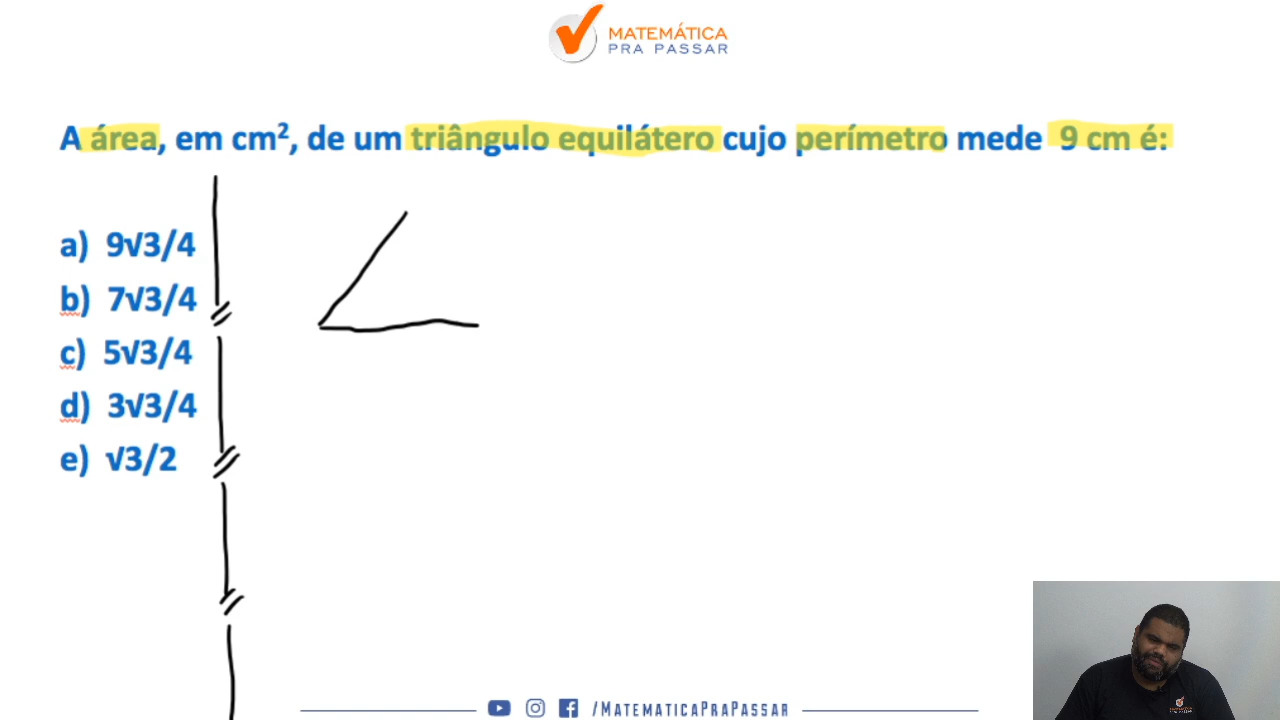 MATEMÁTICA
PRA PASSAR
A área, em cm², de um triângulo equilátero cujo perímetro mede 9 cm é:
a) 9√3/4
b) 7√3/4
c) 5√3/4
d) 3√3/4
e) √3/2
/MATEMATICAPRAPASSAR